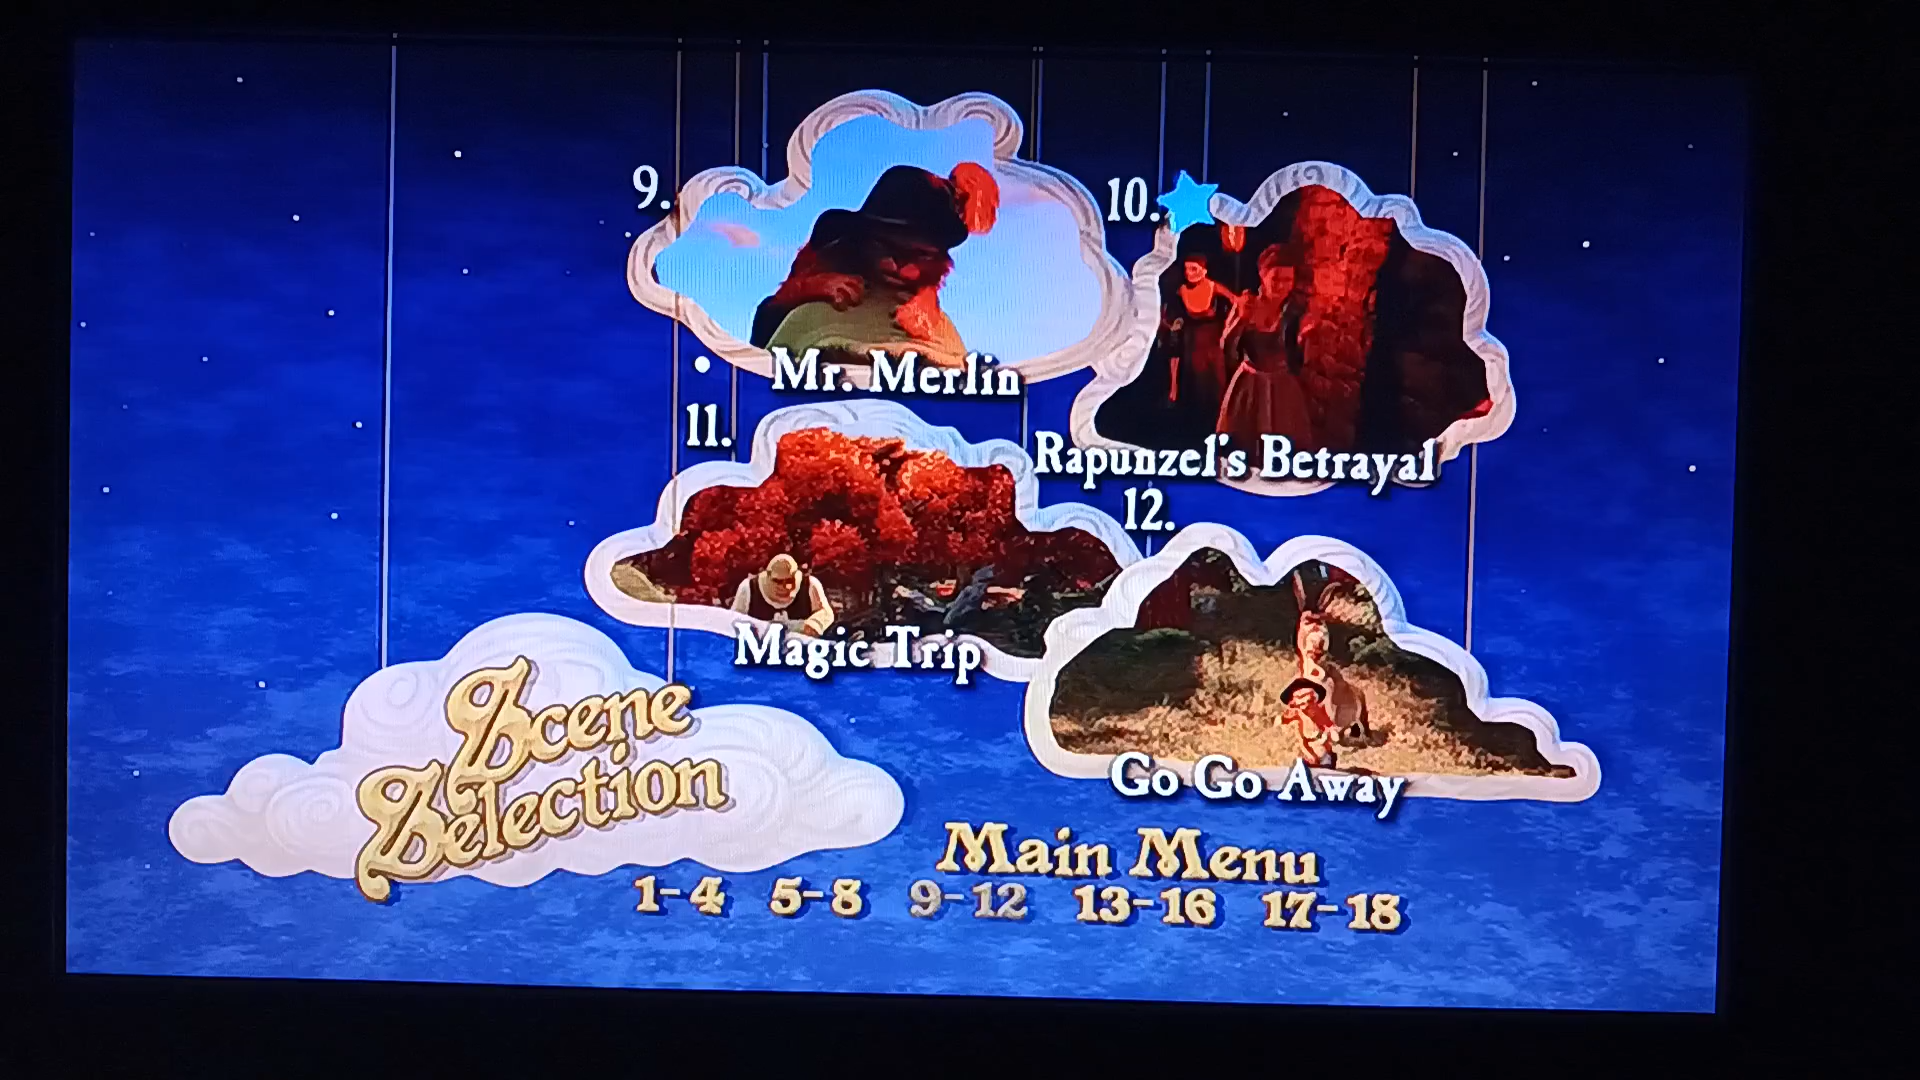 9.
Mr. Merlin
10.
Rapunzel's Betrayal
11.
Magic Trip
12.
Go Go Away
Scene
Selection
Main Menu
1-4 5-8 9-12 13-16 17-18